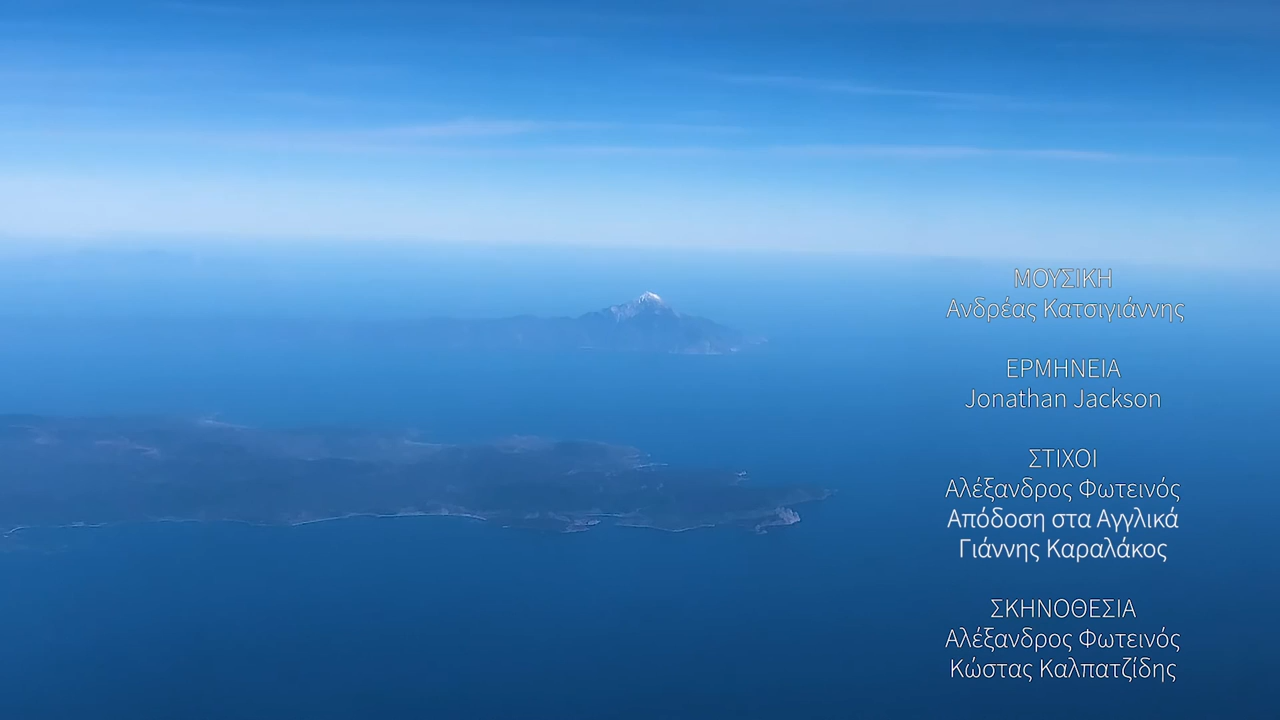 ΜΟΥΣΙΚΗ
Ανδρέας Κατσιγιάννης
ΕΡΜΗΝΕΙΑ
Jonathan Jackson
ΣΤΙΧΟΙ
Αλέξανδρος Φωτεινός
Απόδοση στα Αγγλικά
Γιάννης Καραλάκος
ΣΚΗΝΟΘΕΣΙΑ
Αλέξανδρος Φωτεινός
Κώστας Καλπατζίδης